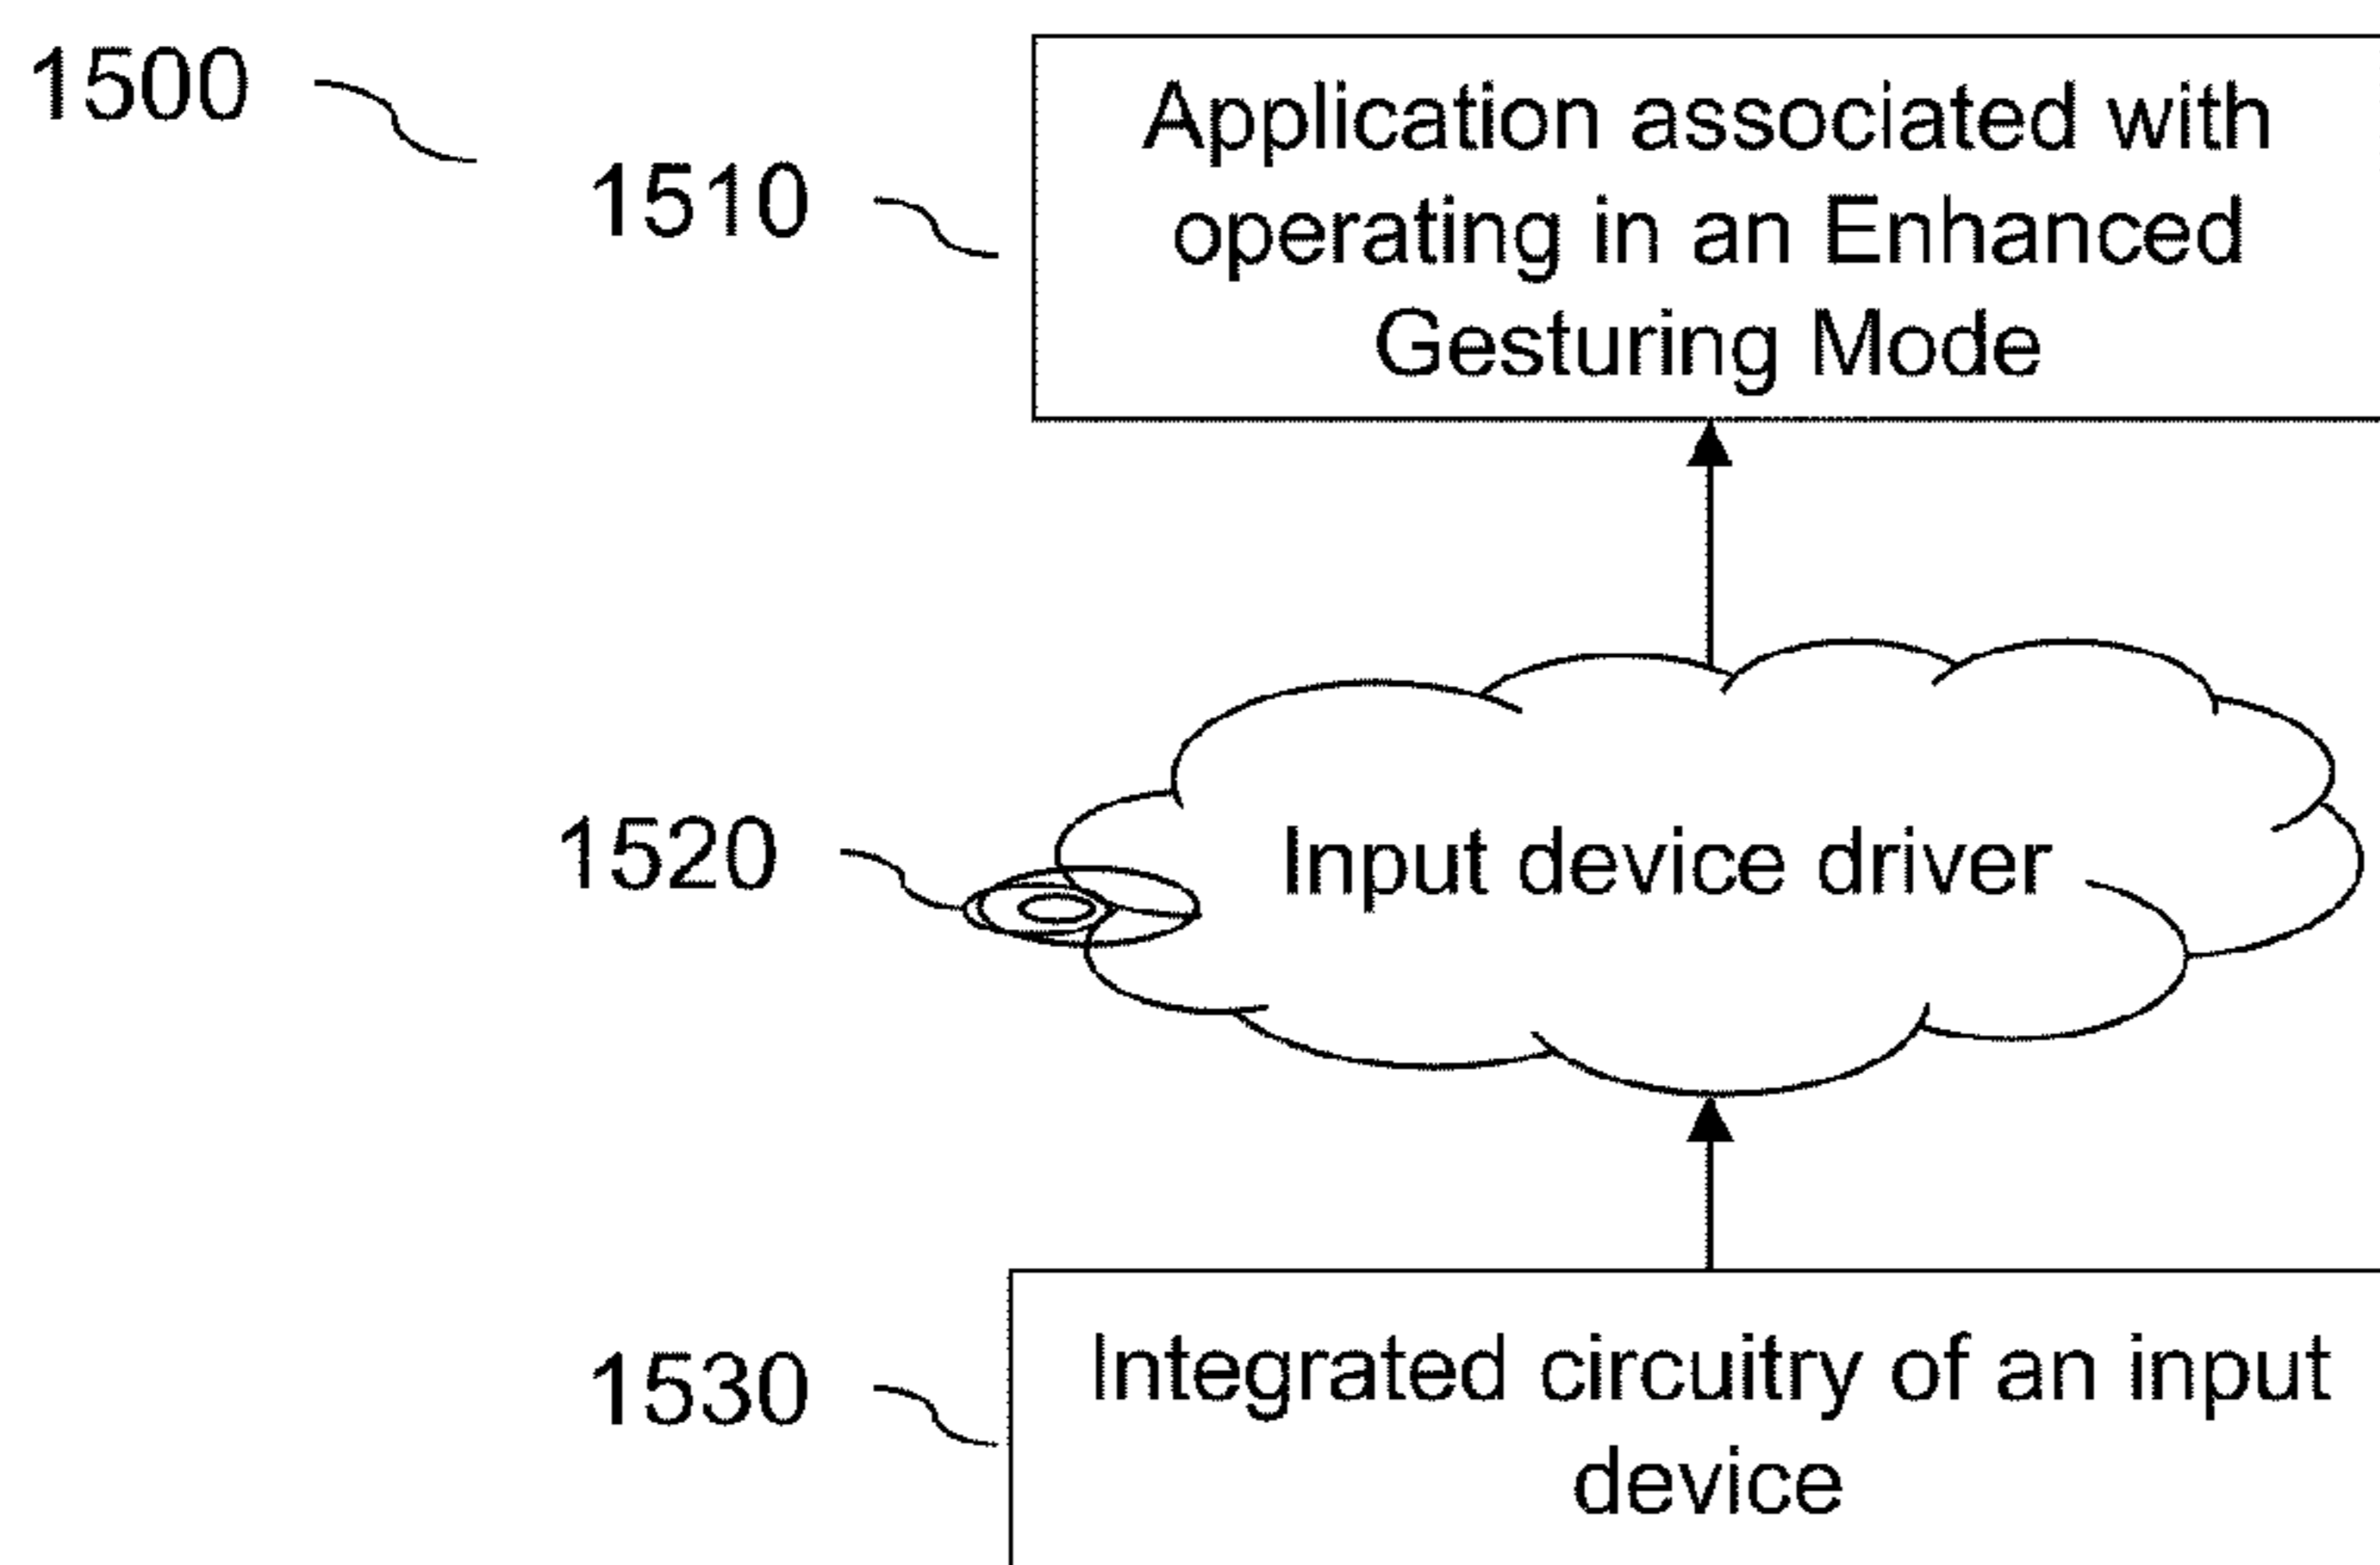 1500
1510
Application associated with
operating in an Enhanced
Gesturing Mode
1520
Input device driver
1530
Integrated circuitry of an input
device